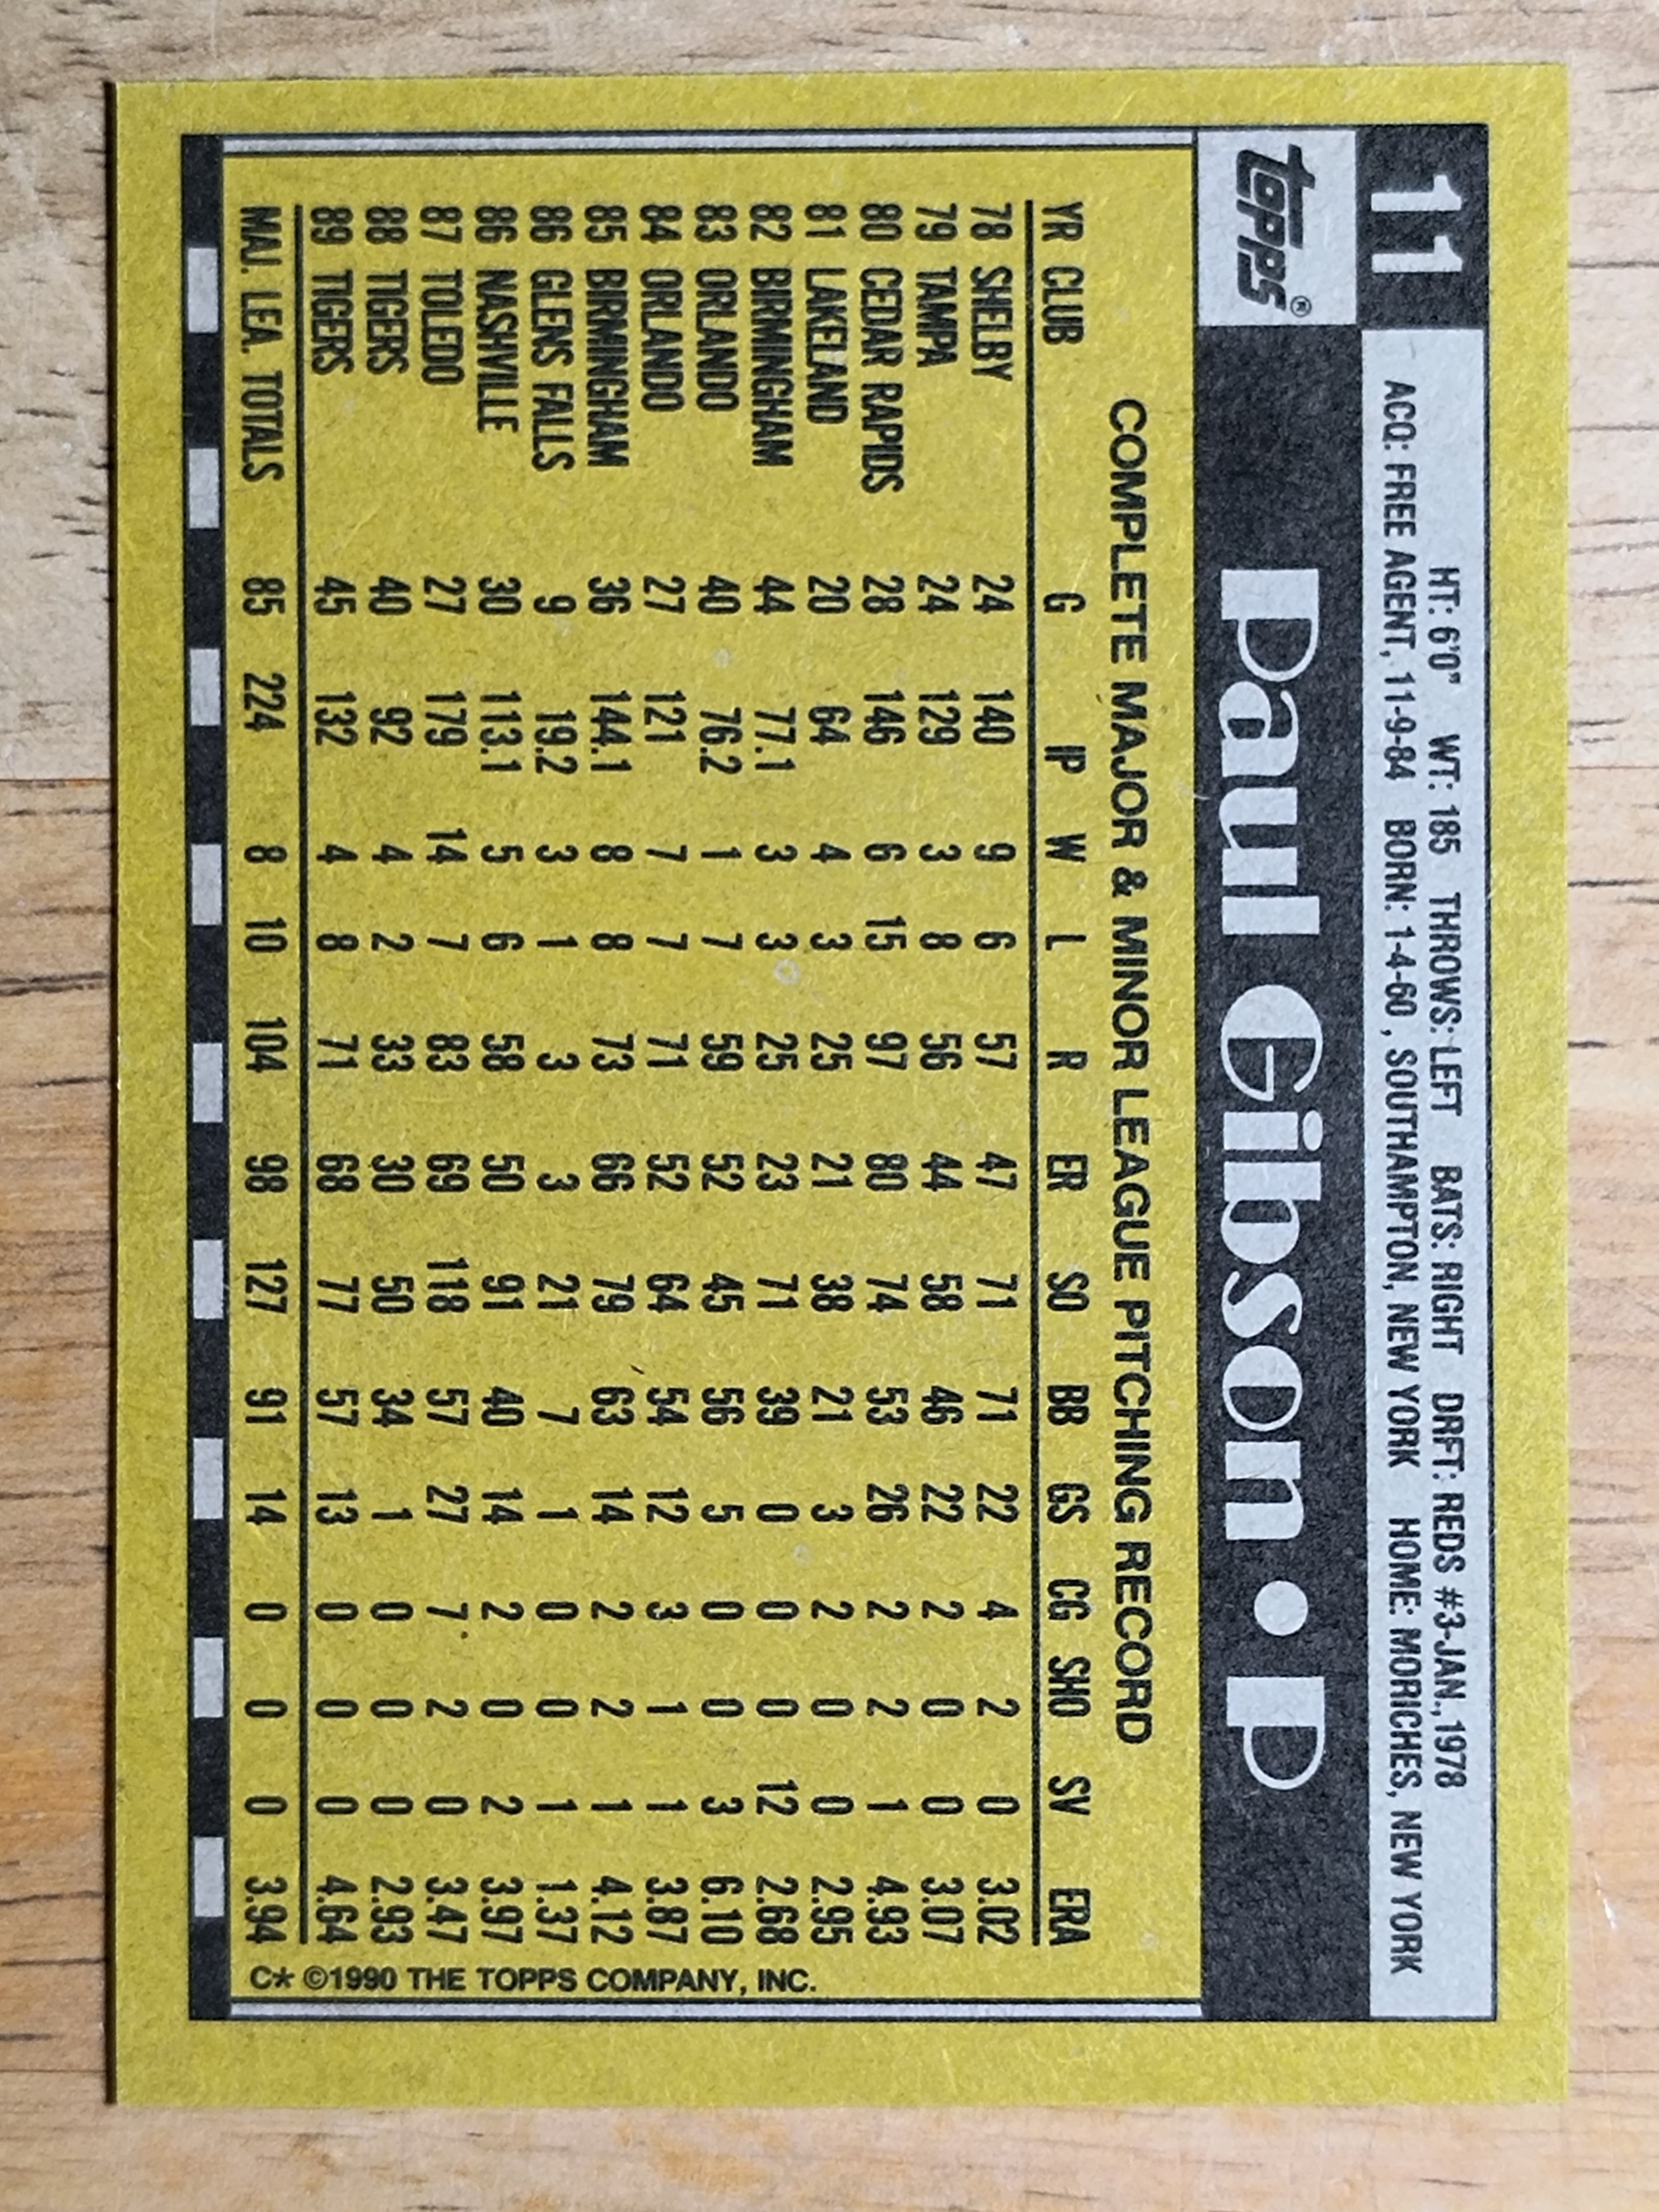 11
HT: 6'0" WT: 185 THROWS: LEFT BATS: RIGHT DRFT: REDS #3-JAN.,1978
ACQ: FREE AGENT, 11-9-84 BORN: 1-4-60 , SOUTHAMPTON, NEW YORK HOME: MORICHES, NEW YORK
topps®
Paul Gibson • P
COMPLETE MAJOR & MINOR LEAGUE PITCHING RECORD
YR CLUB G IP W L R ER SO BB GS CG SHO SV ERA
78 SHELBY 24 140 9 6 57 47 71 71 22 4 2 0 3.02
79 TAMPA 24 129 3 8 56 44 58 46 22 2 0 0 3.07
80 CEDAR RAPIDS 28 146 6 15 97 80 74 53 26 2 2 1 4.93
81 LAKELAND 20 64 4 3 25 21 38 21 3 2 0 0 2.95
82 BIRMINGHAM 44 77.1 3 3 25 23 71 39 0 0 0 12 2.68
83 ORLANDO 40 76.2 1 7 59 52 45 56 5 0 0 3 6.10
84 ORLANDO 27 121 7 7 71 52 64 54 12 3 1 1 3.87
85 BIRMINGHAM 36 144.1 8 8 73 66 79 63 14 2 2 1 4.12
86 GLENS FALLS 9 19.2 3 1 3 3 21 7 1 0 0 1 1.37
86 NASHVILLE 30 113.1 5 6 58 50 91 40 14 2 0 2 3.97
87 TOLEDO 27 179 14 7 83 69 118 57 27 7 2 0 3.47
88 TIGERS 40 92 4 2 33 30 50 34 1 0 0 0 2.93
89 TIGERS 45 132 4 8 71 68 77 57 13 0 0 0 4.64
MAJ. LEA. TOTALS 85 224 8 10 104 98 127 91 14 0 0 0 3.94
C* ©1990 THE TOPPS COMPANY, INC.